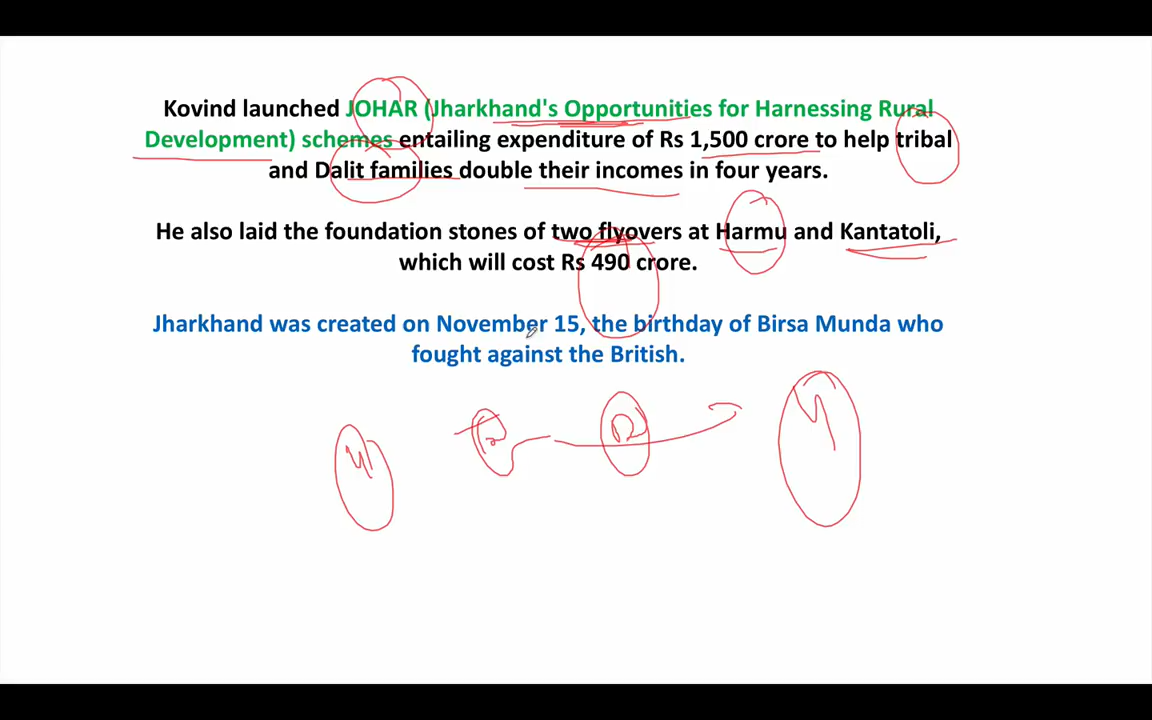 Kovind launched JOHAR (Jharkhand's Opportunities for Harnessing Rural
Development) schemes entailing expenditure of Rs 1,500 crore to help tribal
and Dalit families double their incomes in four years.
He also laid the foundation stones of two flyovers at Harmu and Kantatoli,
which will cost Rs 490 crore.
Jharkhand was created on November 15, the birthday of Birsa Munda who
fought against the British.